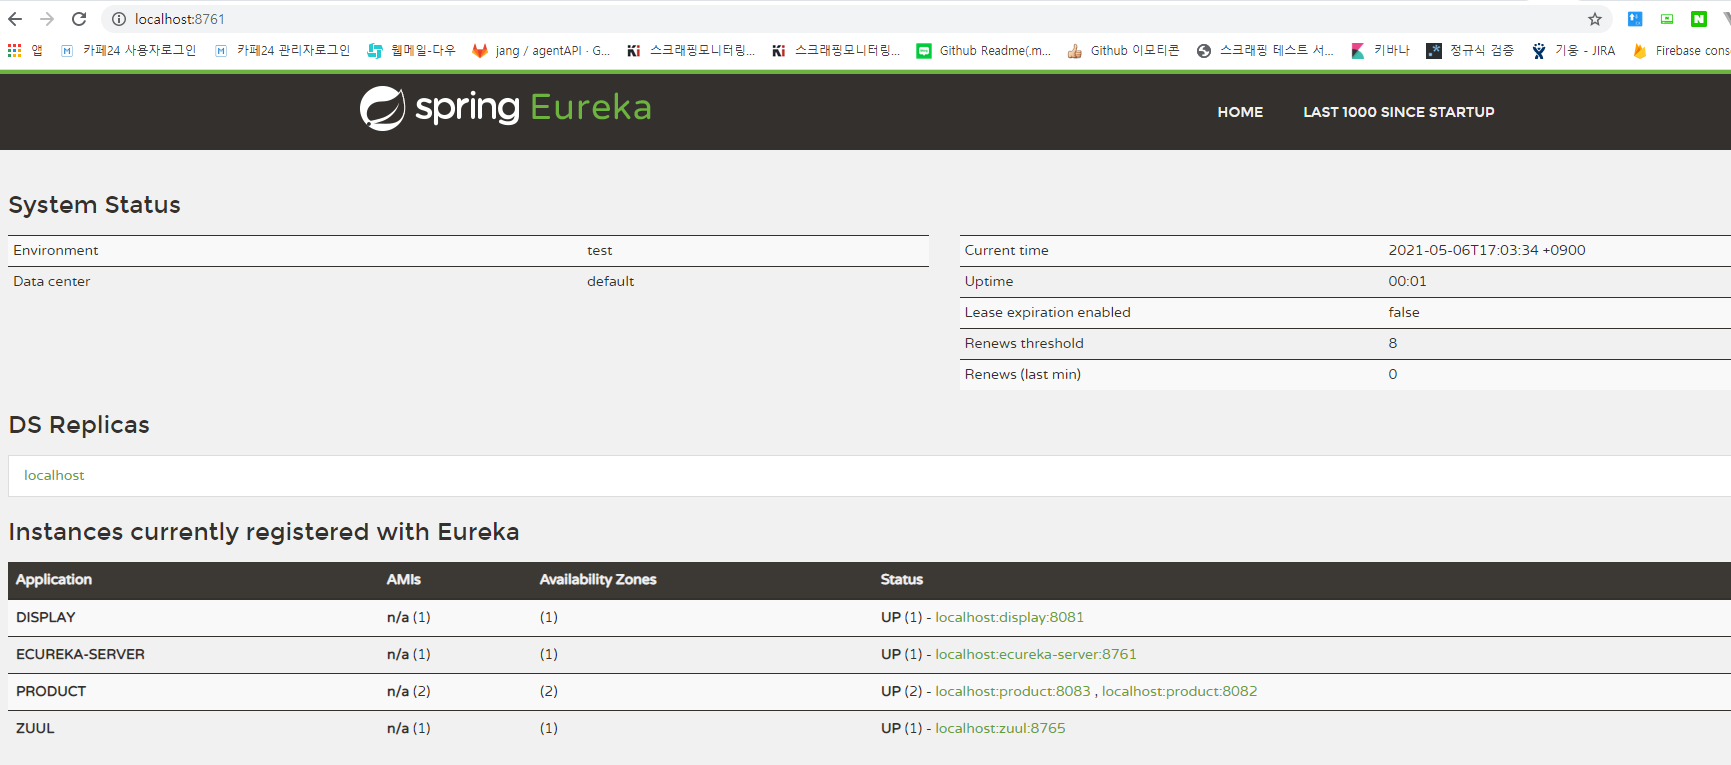 localhost:8761
앱 카페24 사용자로그인 카페24 관리자로그인 웹메일-다우 jang / agentAPI · G... 스크래핑모니터링... 스크래핑모니터링... Github Readme(.m... Github 이모티콘 스크래핑 테스트 서... 키바나 정규식 검증 기웅 - JIRA Firebase cons
spring Eureka HOME LAST 1000 SINCE STARTUP
System Status
Environment test Current time 2021-05-06T17:03:34 +0900
Data center default Uptime 00:01
Lease expiration enabled false
Renews threshold 8
Renews (last min) 0
DS Replicas
localhost
Instances currently registered with Eureka
Application AMIs Availability Zones Status
DISPLAY n/a (1) (1) UP (1) - localhost:display:8081
ECUREKA-SERVER n/a (1) (1) UP (1) - localhost:ecureka-server:8761
PRODUCT n/a (2) (2) UP (2) - localhost:product:8083 , localhost:product:8082
ZUUL n/a (1) (1) UP (1) - localhost:zuul:8765